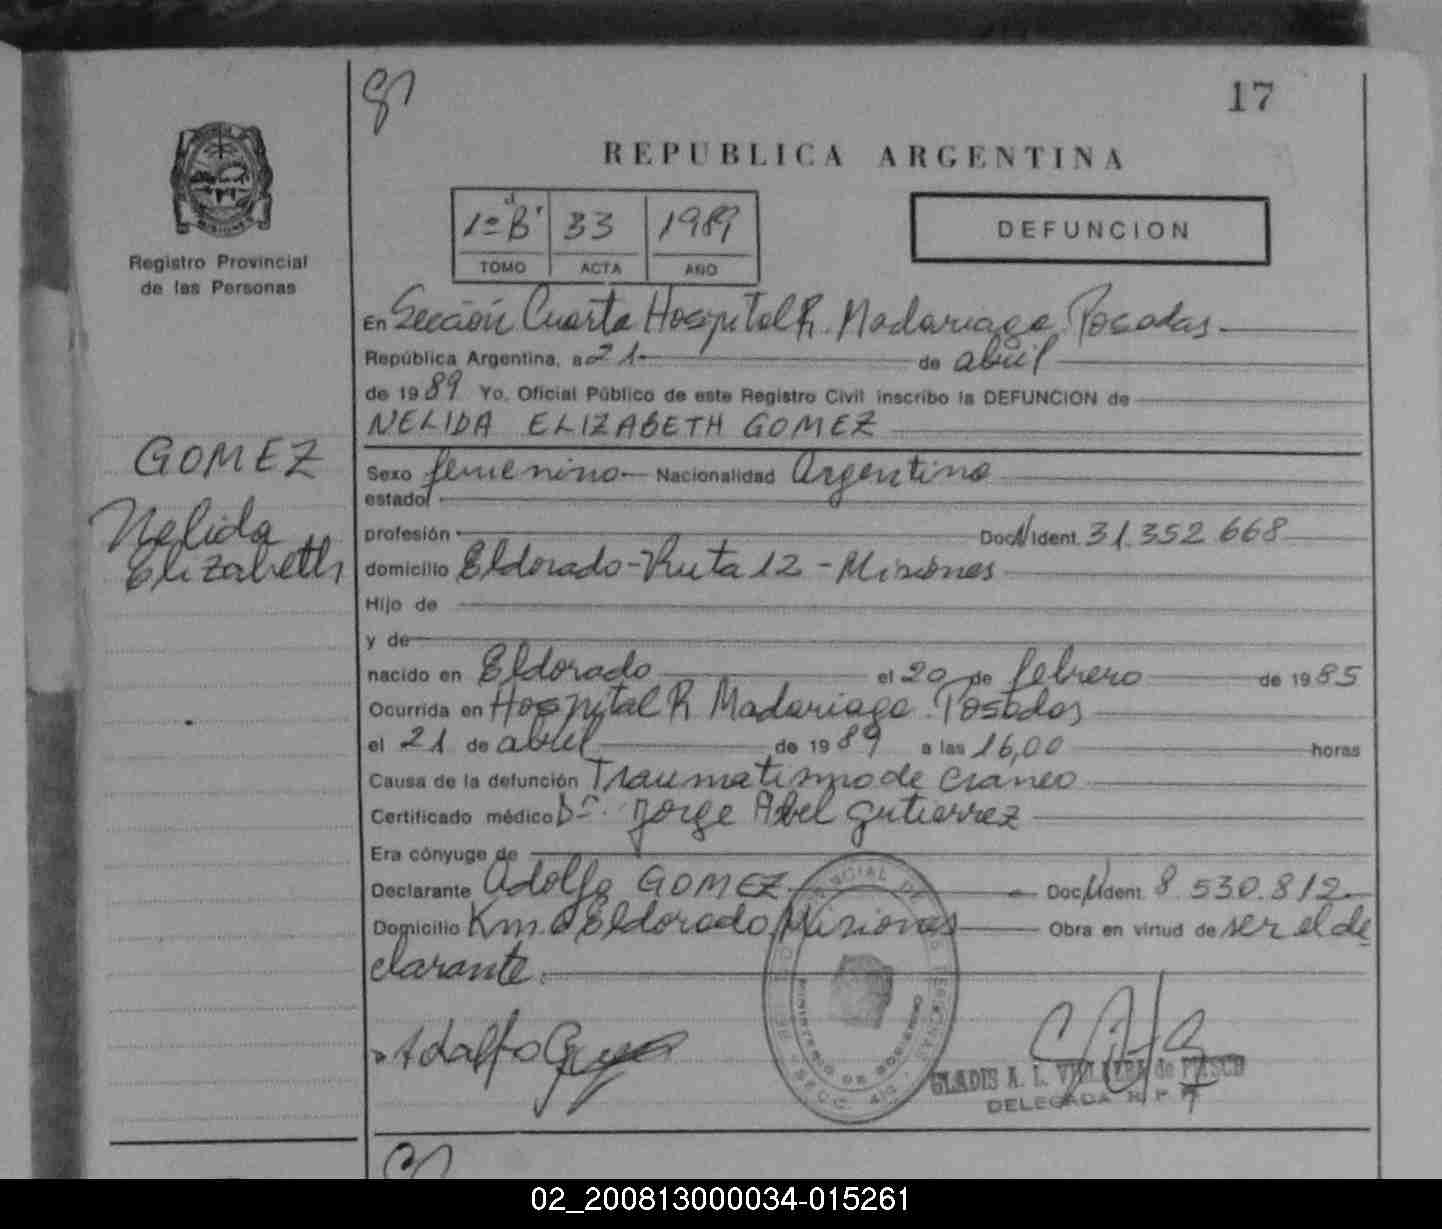 17
REPUBLICA ARGENTINA
1º B 33 1989
TOMO ACTA AÑO
DEFUNCION
Registro Provincial
de las Personas
En Sección Cuarta Hospital R. Madariaga Posadas
República Argentina, a 21 de abril
de 1989 Yo, Oficial Público de este Registro Civil inscribo la DEFUNCION de
NELIDA ELIZABETH GOMEZ
GOMEZ
Nelida
Elizabeth
Sexo femenino Nacionalidad Argentina
estado
profesión Doc. N Ident. 31.352.668
domicilio Eldorado - Ruta 12 - Misiones
Hijo de
y de
nacido en Eldorado el 20 de febrero de 1985
Ocurrida en Hospital R Madariaga. Posadas
el 21 de abril de 1989 a las 16,00 horas
Causa de la defunción Traumatismo de craneo
Certificado médico Dr. Jorge Abel Gutierrez
Era cónyuge de
Declarante Adolfo GOMEZ Doc. N Ident. 8.530.812
Domicilio Km. Eldorado Misiones Obra en virtud de ser el de
clarante.
Adolfo
GLADIS A. L. de
DELEGADA R P
02_200813000034-015261